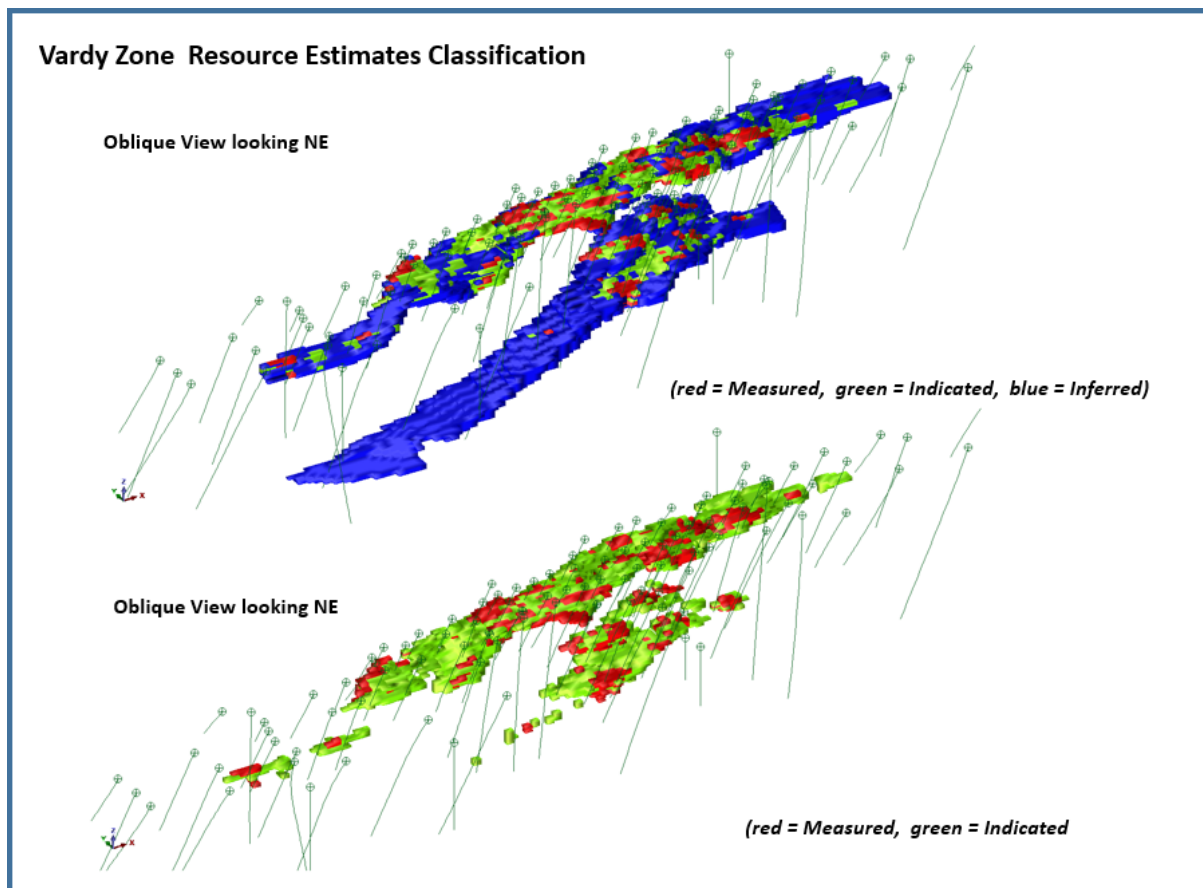 Vardy Zone  Resource Estimates Classification
Oblique View looking NE
(red = Measured,  green = Indicated,  blue = Inferred)
Z
Y
X
Oblique View looking NE
(red = Measured,  green = Indicated
Z
Y
X